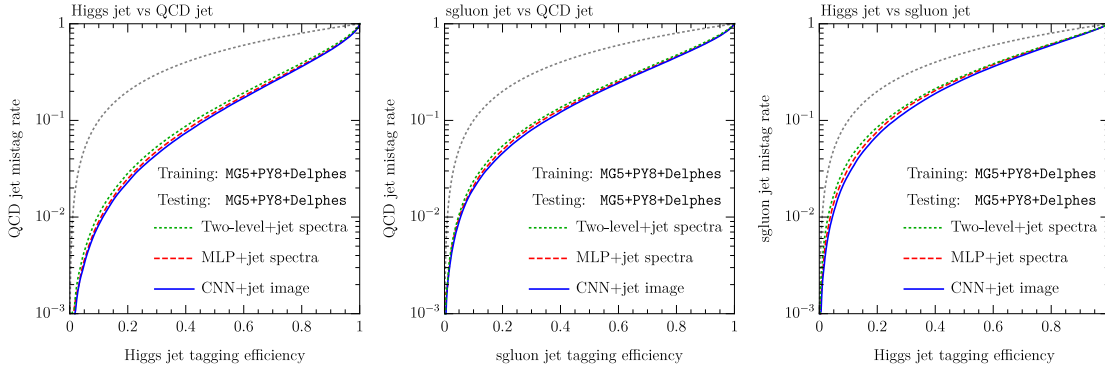 Higgs jet vs QCD jet
QCD jet mistag rate
1
10⁻¹
10⁻²
10⁻³
Training: MG5+PY8+Delphes
Testing: MG5+PY8+Delphes
Two-level+jet spectra
MLP+jet spectra
CNN+jet image
0 0.2 0.4 0.6 0.8 1
Higgs jet tagging efficiency
sgluon jet vs QCD jet
QCD jet mistag rate
1
10⁻¹
10⁻²
10⁻³
Training: MG5+PY8+Delphes
Testing: MG5+PY8+Delphes
Two-level+jet spectra
MLP+jet spectra
CNN+jet image
0 0.2 0.4 0.6 0.8 1
sgluon jet tagging efficiency
Higgs jet vs sgluon jet
sgluon jet mistag rate
1
10⁻¹
10⁻²
10⁻³
Training: MG5+PY8+Delphes
Testing: MG5+PY8+Delphes
Two-level+jet spectra
MLP+jet spectra
CNN+jet image
0 0.2 0.4 0.6 0.8
Higgs jet tagging efficiency